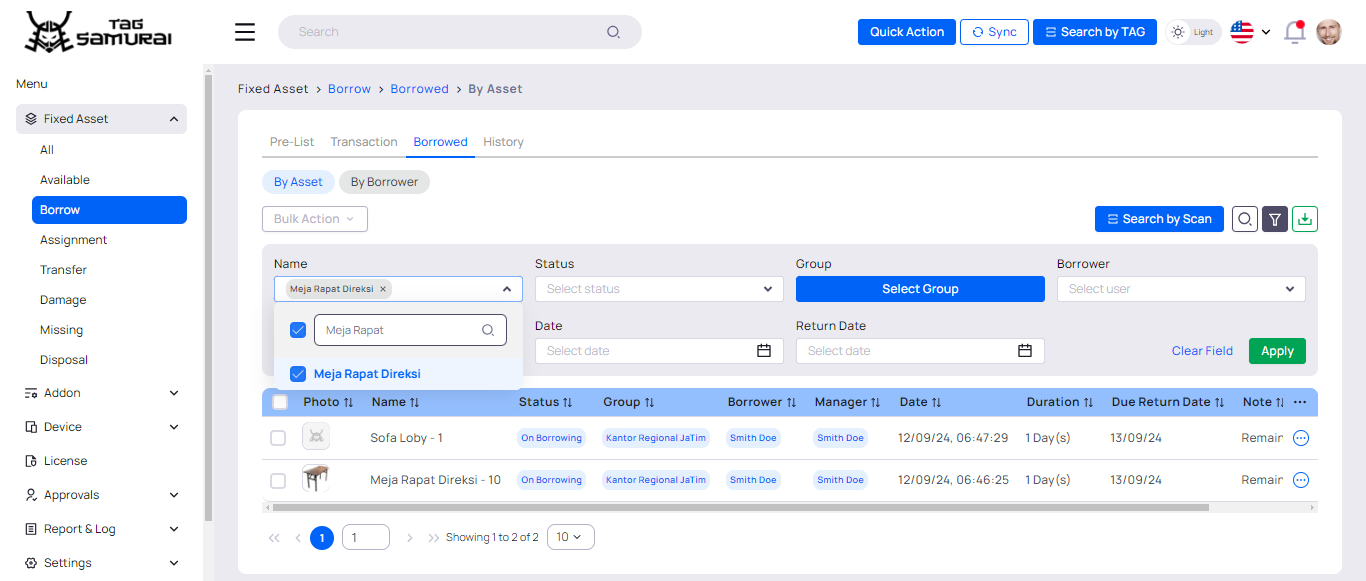 TAG SAMURAI
Search
Quick Action
Sync
Search by TAG
Light
Menu
Fixed Asset
All
Available
Borrow
Assignment
Transfer
Damage
Missing
Disposal
Addon
Device
License
Approvals
Report & Log
Settings
Fixed Asset > Borrow > Borrowed > By Asset
Pre-List Transaction Borrowed History
By Asset By Borrower
Bulk Action
Search by Scan
Name Status Group Borrower
Meja Rapat Direksi × Select status Select Group Select user
Meja Rapat
Meja Rapat Direksi
Date Return Date
Select date Select date Clear Field Apply
Photo Name Status Group Borrower Manager Date Duration Due Return Date Note
Sofa Loby - 1 On Borrowing Kantor Regional JaTim Smith Doe Smith Doe 12/09/24, 06:47:29 1 Day(s) 13/09/24 Remain
Meja Rapat Direksi - 10 On Borrowing Kantor Regional JaTim Smith Doe Smith Doe 12/09/24, 06:46:25 1 Day(s) 13/09/24 Remain
1 1 Showing 1 to 2 of 2 10